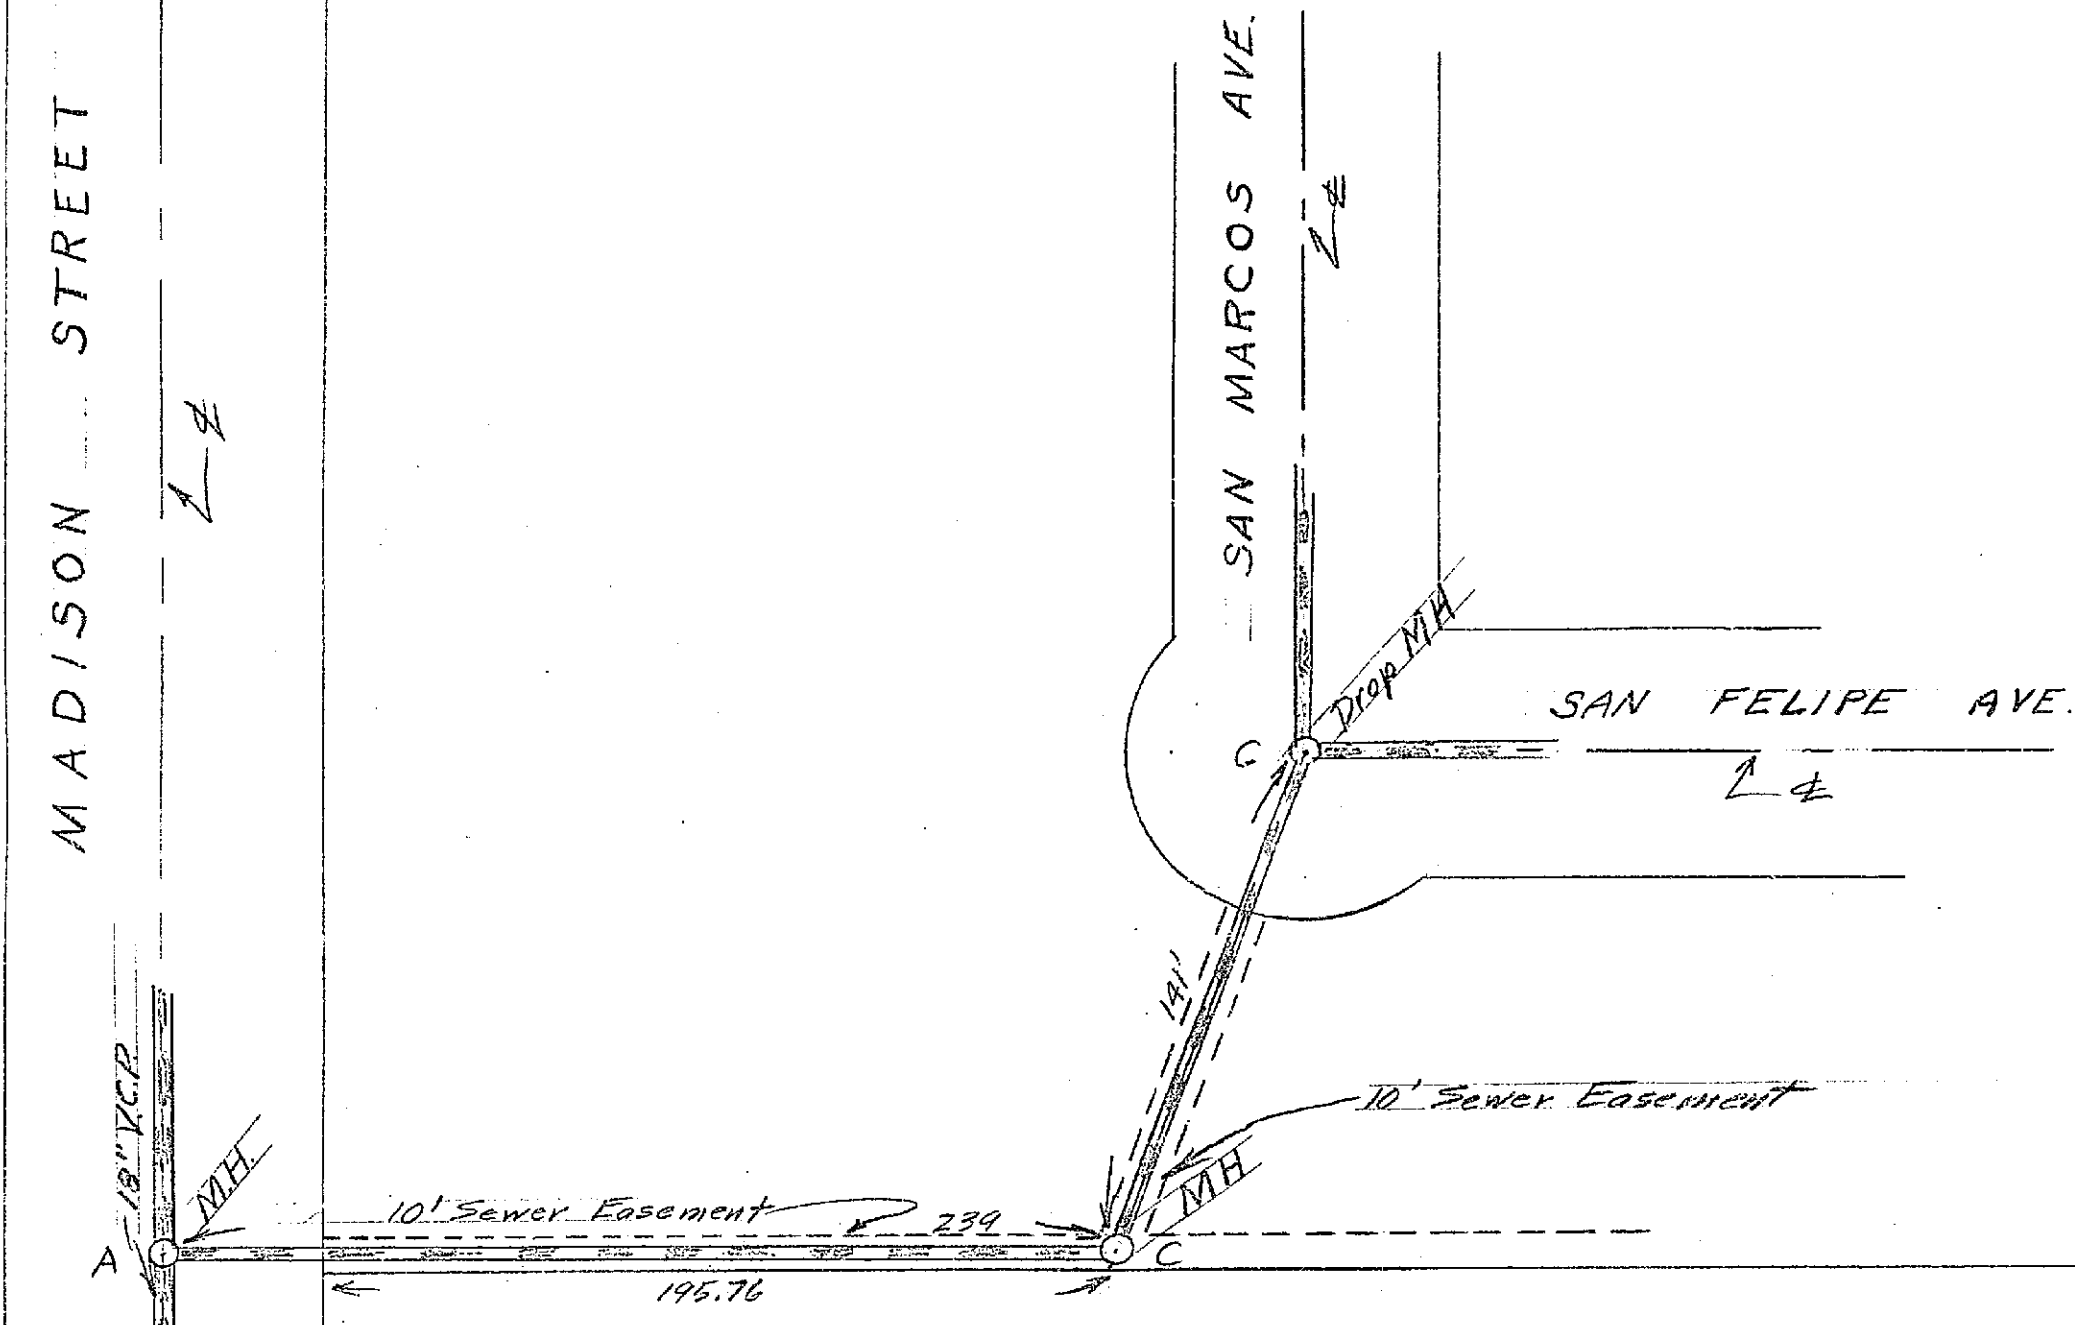 MADISON STREET
℄
SAN MARCOS AVE.
℄
Drop MH
C
SAN FELIPE AVE.
℄
141'
10' Sewer Easement
MH
18" V.C.P.
M.H.
10' Sewer Easement
239
A
C
195.76